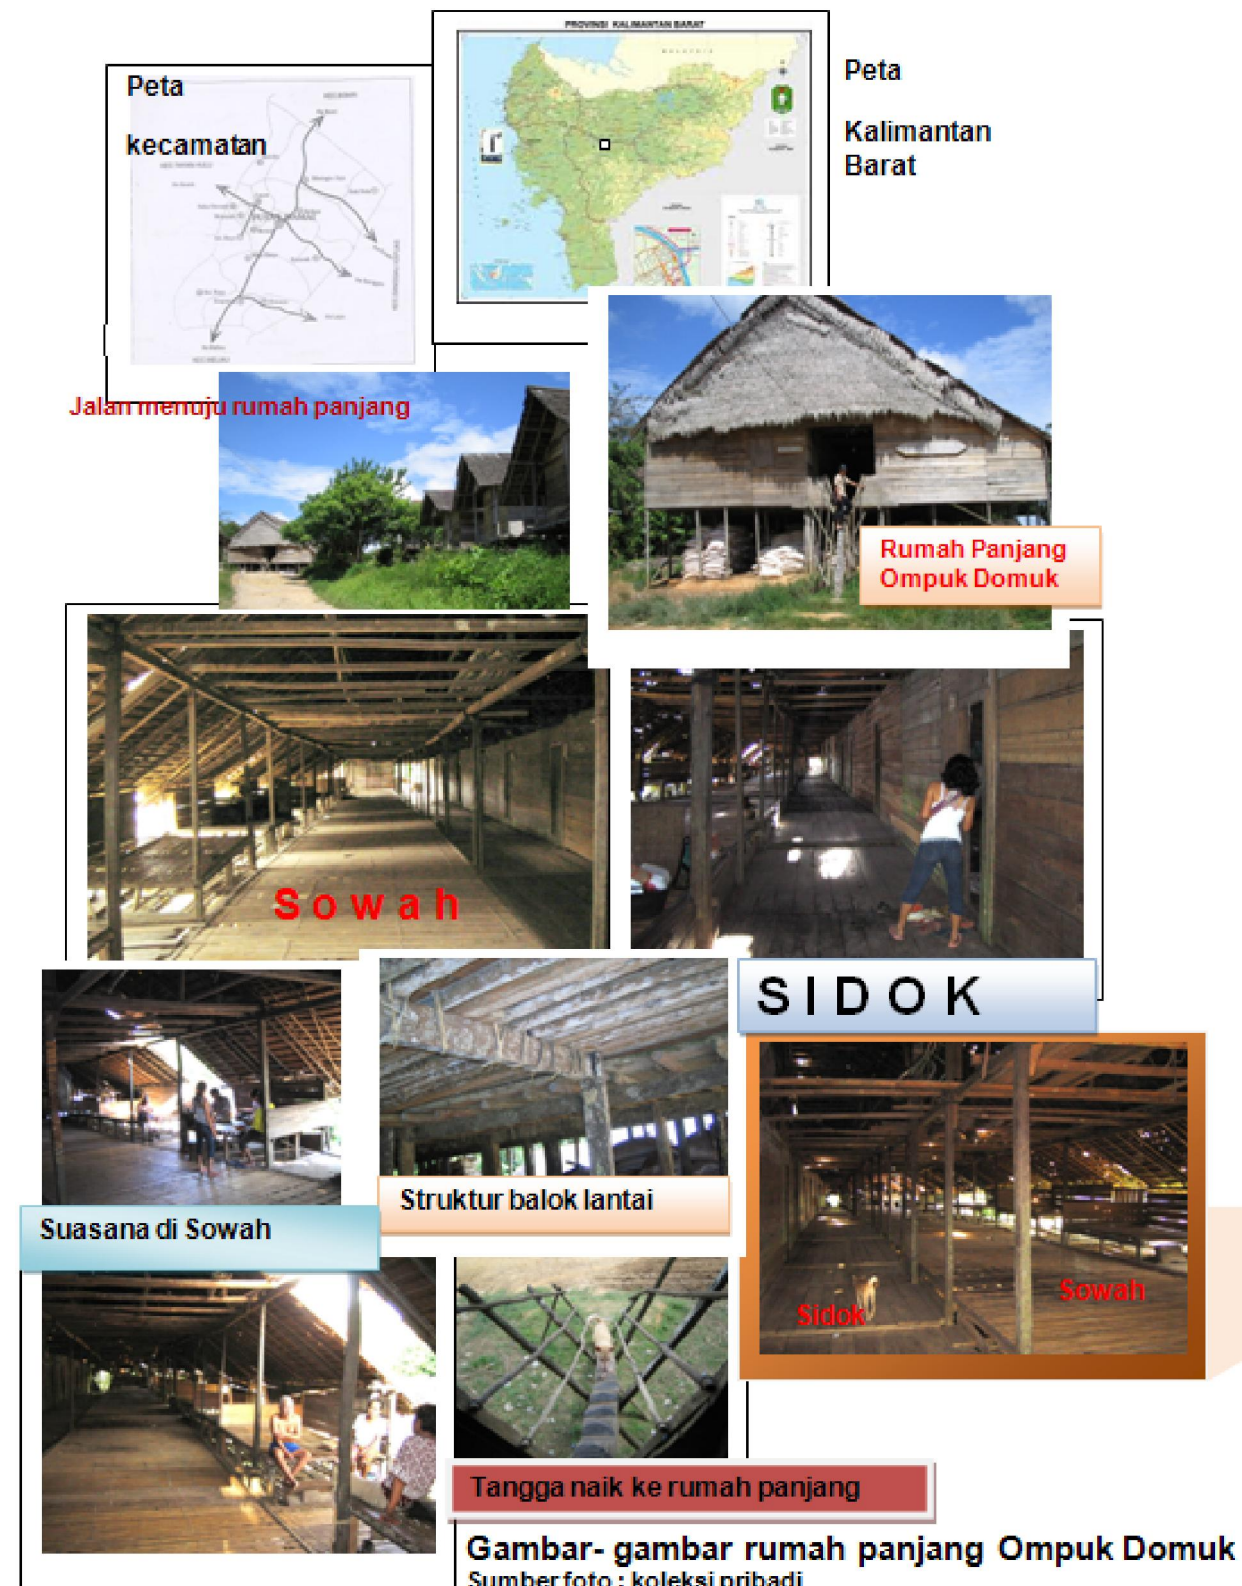 PROVINSI KALIMANTAN BARAT
Peta
kecamatan
Peta
Kalimantan
Barat
MALAYSIA
Jalan menuju rumah panjang
Rumah Panjang
Ompuk Domuk
Sowah
SIDOK
Struktur balok lantai
Suasana di Sowah
Sidok
Sowah
Tangga naik ke rumah panjang
Gambar- gambar rumah panjang Ompuk Domuk
Sumber foto : koleksi pribadi